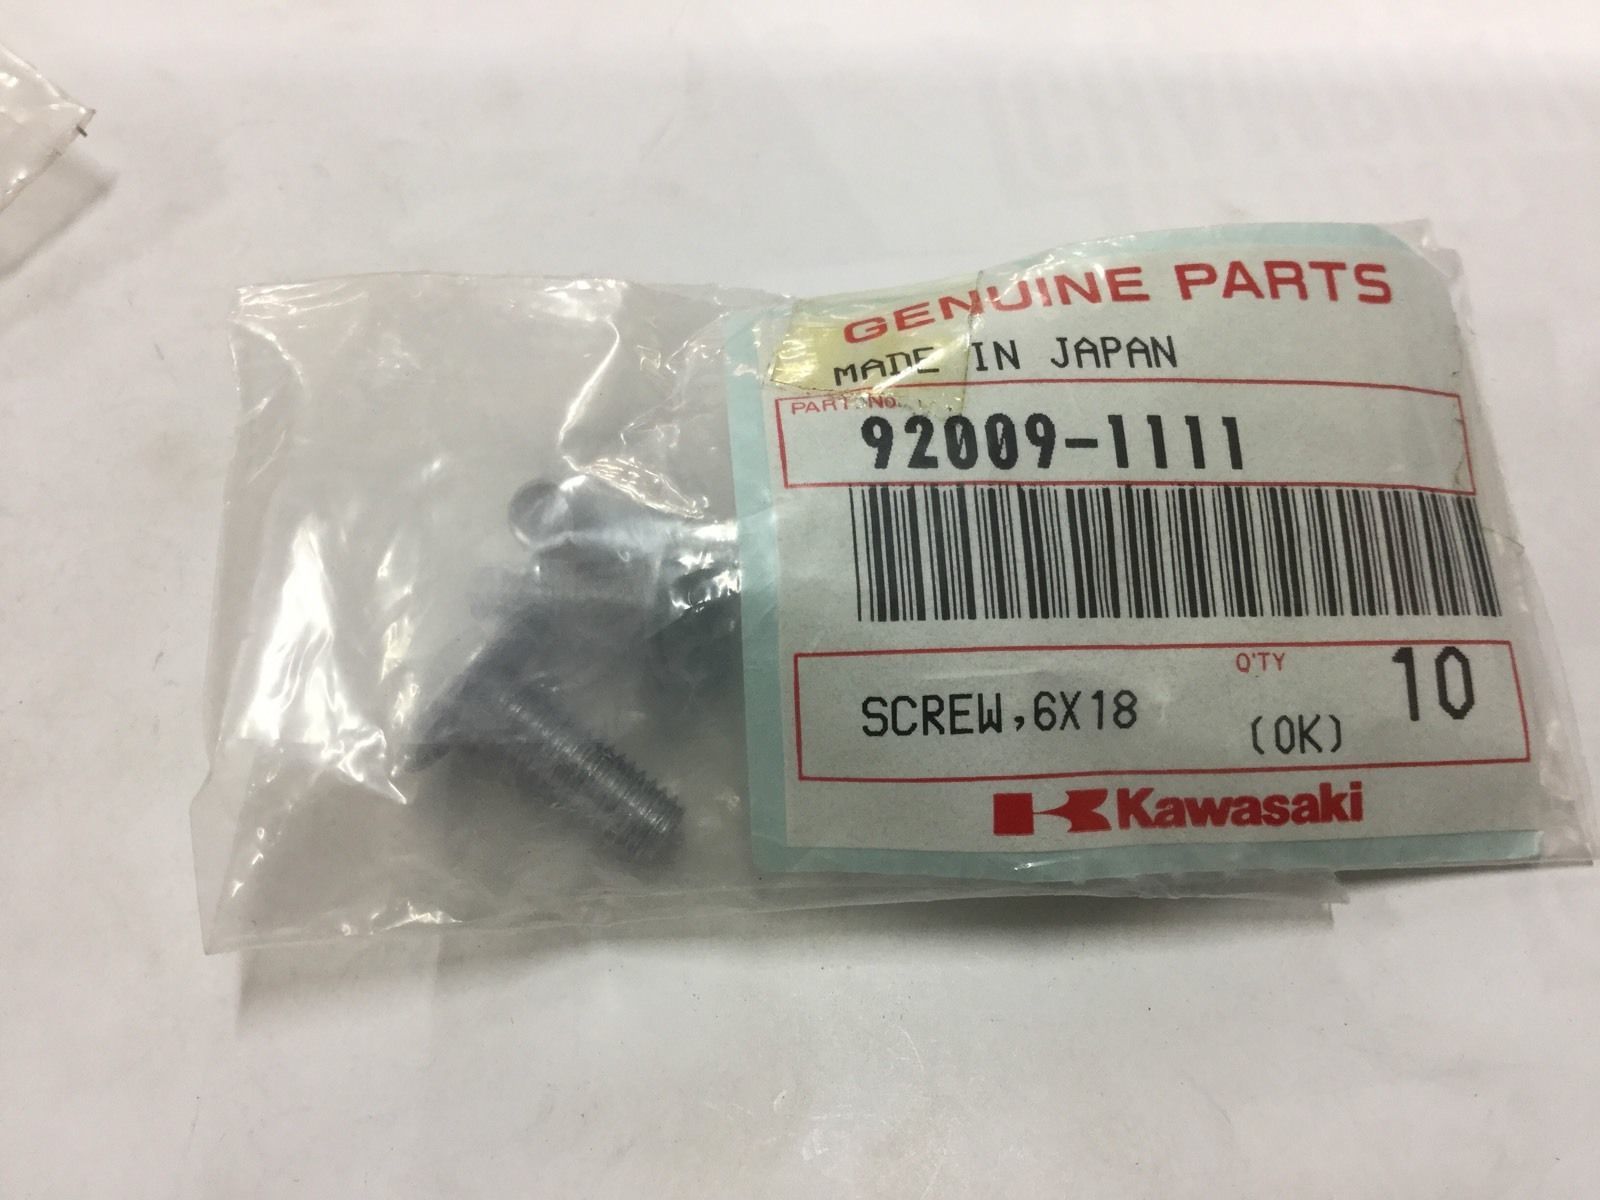 GENUINE PARTS
MADE IN JAPAN
PART No.
92009-1111
Q'TY
SCREW,6X18 (OK) 10
Kawasaki